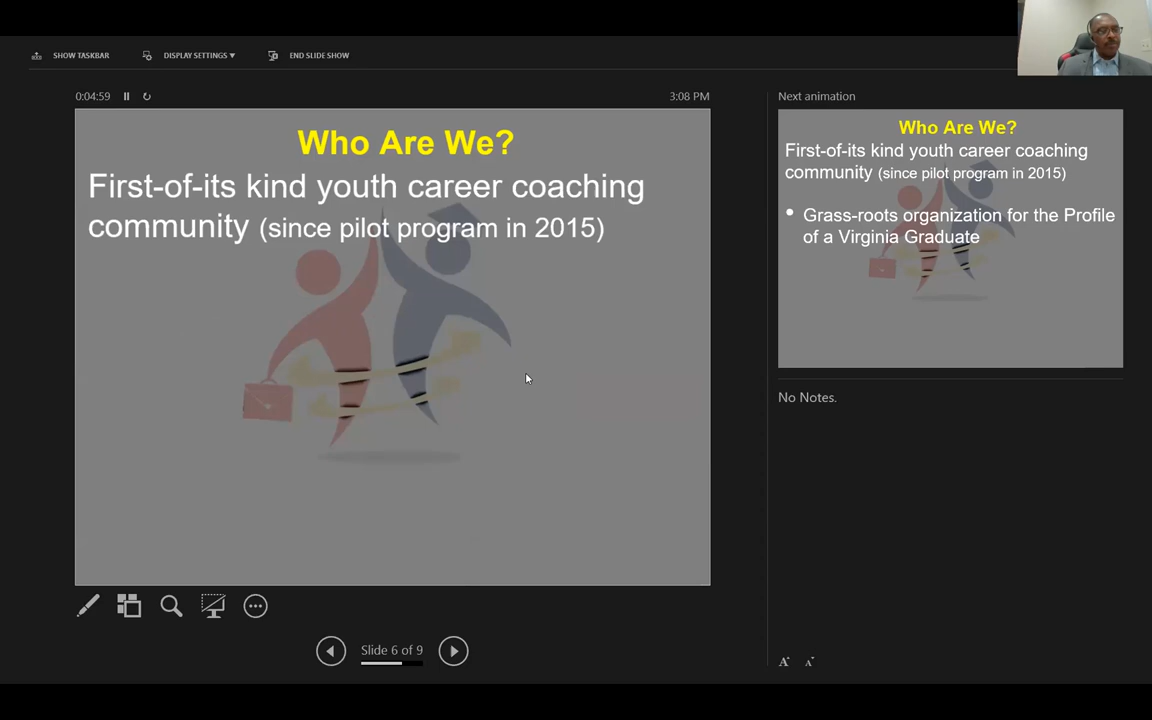 SHOW TASKBAR
DISPLAY SETTINGS ▼
END SLIDE SHOW
0:04:59
3:08 PM
Who Are We?
First-of-its kind youth career coaching
community (since pilot program in 2015)
Slide 6 of 9
Next animation
Who Are We?
First-of-its kind youth career coaching
community (since pilot program in 2015)
• Grass-roots organization for the Profile
of a Virginia Graduate
No Notes.
A A